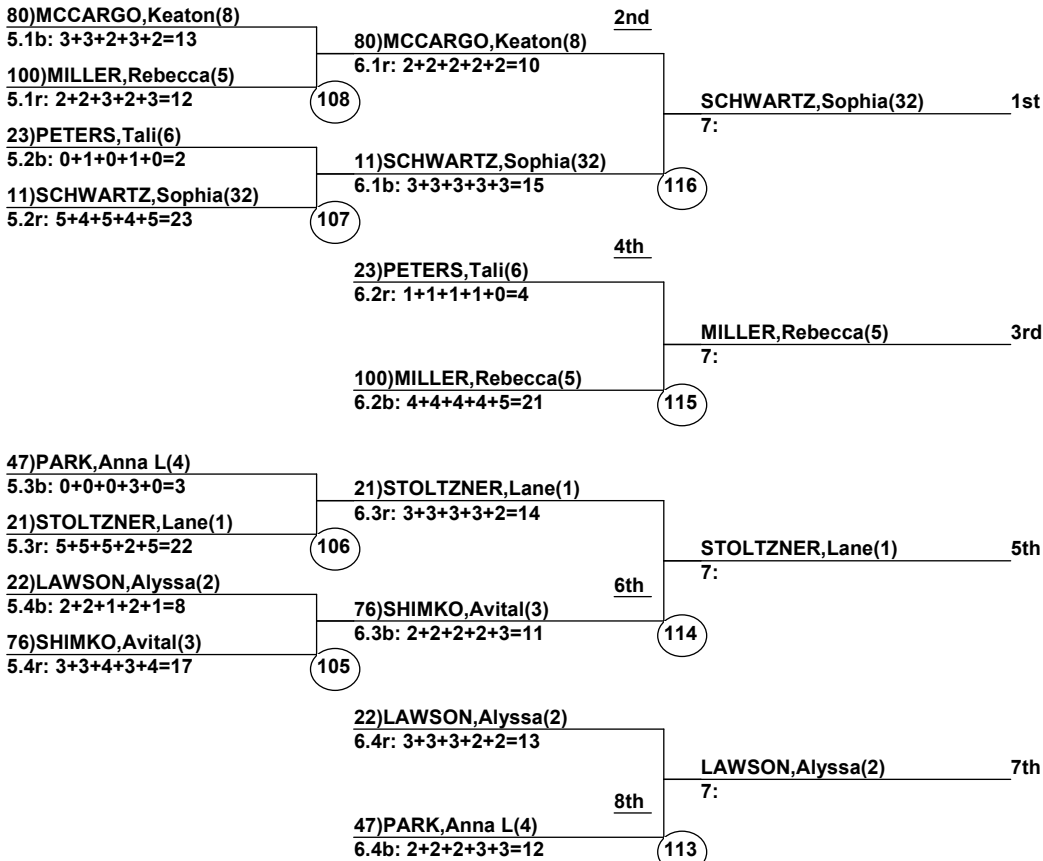 80)MCCARGO,Keaton(8)
5.1b: 3+3+2+3+2=13
100)MILLER,Rebecca(5)
5.1r: 2+2+3+2+3=12
108
23)PETERS,Tali(6)
5.2b: 0+1+0+1+0=2
11)SCHWARTZ,Sophia(32)
5.2r: 5+4+5+4+5=23
107
2nd
80)MCCARGO,Keaton(8)
6.1r: 2+2+2+2+2=10
11)SCHWARTZ,Sophia(32)
6.1b: 3+3+3+3+3=15
116
SCHWARTZ,Sophia(32) 1st
7:
4th
23)PETERS,Tali(6)
6.2r: 1+1+1+1+0=4
100)MILLER,Rebecca(5)
6.2b: 4+4+4+4+5=21
115
MILLER,Rebecca(5) 3rd
7:
47)PARK,Anna L(4)
5.3b: 0+0+0+3+0=3
21)STOLTZNER,Lane(1)
5.3r: 5+5+5+2+5=22
106
22)LAWSON,Alyssa(2)
5.4b: 2+2+1+2+1=8
76)SHIMKO,Avital(3)
5.4r: 3+3+4+3+4=17
105
21)STOLTZNER,Lane(1)
6.3r: 3+3+3+3+2=14
6th
76)SHIMKO,Avital(3)
6.3b: 2+2+2+2+3=11
114
STOLTZNER,Lane(1) 5th
7:
22)LAWSON,Alyssa(2)
6.4r: 3+3+3+2+2=13
8th
47)PARK,Anna L(4)
6.4b: 2+2+2+3+3=12
113
LAWSON,Alyssa(2) 7th
7: